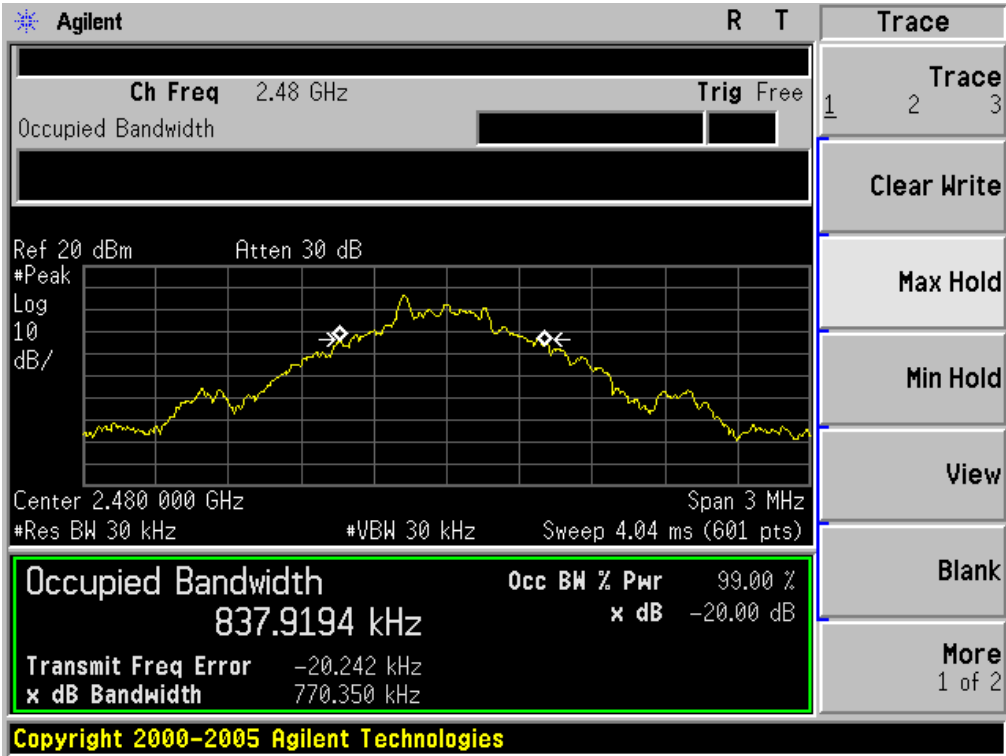 Agilent R T Trace
Ch Freq 2.48 GHz Trig Free
Occupied Bandwidth
Trace
1 2 3
Clear Write
Max Hold
Min Hold
View
Blank
More
1 of 2
Ref 20 dBm Atten 30 dB
#Peak
Log
10
dB/
Center 2.480 000 GHz Span 3 MHz
#Res BW 30 kHz #VBW 30 kHz Sweep 4.04 ms (601 pts)
Occupied Bandwidth Occ BW % Pwr 99.00 %
837.9194 kHz x dB -20.00 dB
Transmit Freq Error -20.242 kHz
x dB Bandwidth 770.350 kHz
Copyright 2000-2005 Agilent Technologies